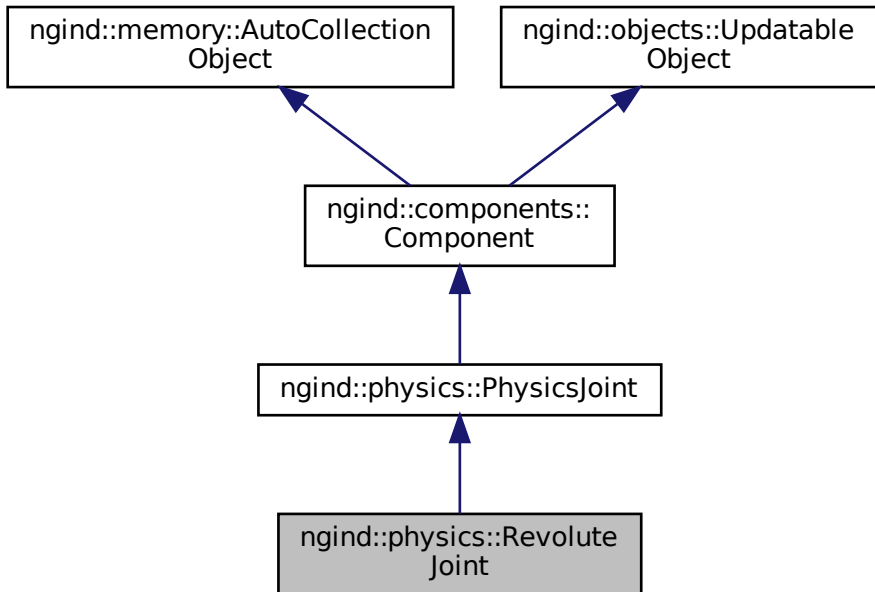 ngind::memory::AutoCollection
Object
ngind::objects::Updatable
Object
ngind::components::
Component
ngind::physics::PhysicsJoint
ngind::physics::Revolute
Joint